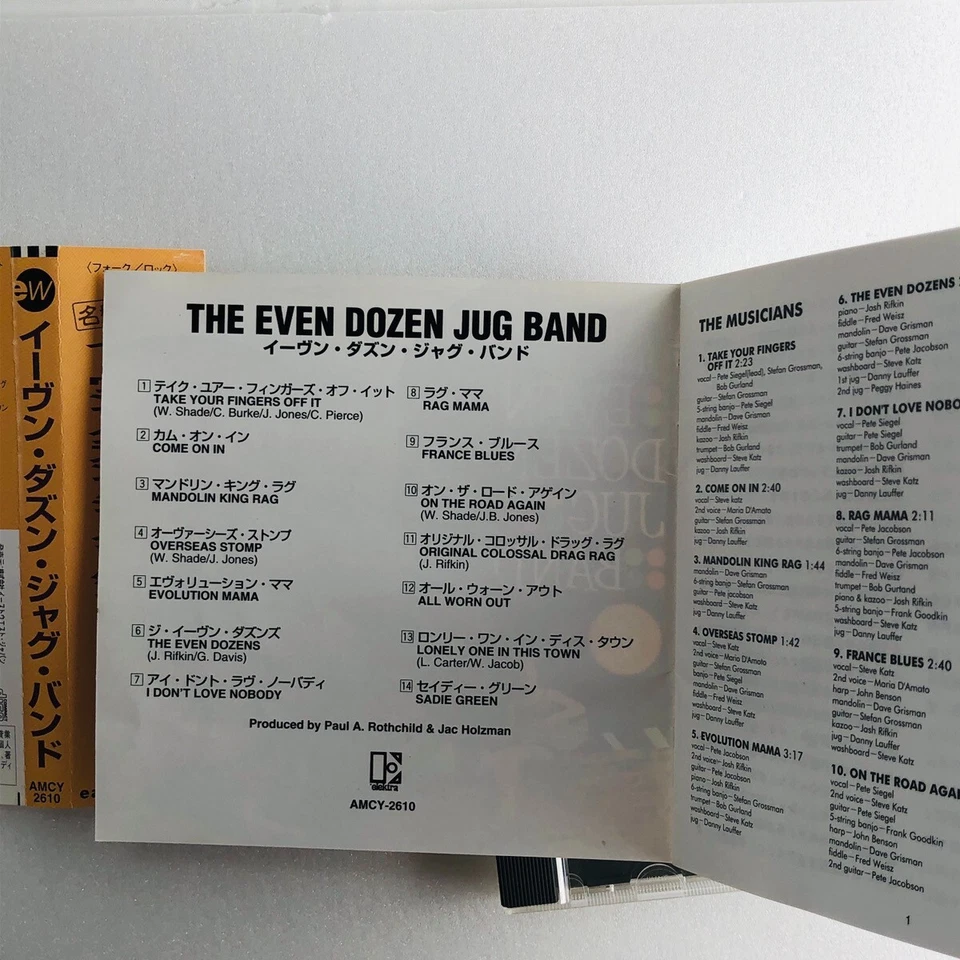 〈フォーク/ロック〉
イーヴン・ダズン・ジャグ・バンド
AMCY
2610
THE EVEN DOZEN JUG BAND
イーヴン・ダズン・ジャグ・バンド
1 テイク・ユアー・フィンガーズ・オフ・イット
TAKE YOUR FINGERS OFF IT
(W. Shade/C. Burke/J. Jones/C. Pierce)
2 カム・オン・イン
COME ON IN
3 マンドリン・キング・ラグ
MANDOLIN KING RAG
4 オーヴァーシーズ・ストンプ
OVERSEAS STOMP
(W. Shade/J. Jones)
5 エヴォリューション・ママ
EVOLUTION MAMA
6 ジ・イーヴン・ダズンズ
THE EVEN DOZENS
(J. Rifkin/G. Davis)
7 アイ・ドント・ラヴ・ノーバディ
I DON'T LOVE NOBODY
8 ラグ・ママ
RAG MAMA
9 フランス・ブルース
FRANCE BLUES
10 オン・ザ・ロード・アゲイン
ON THE ROAD AGAIN
(W. Shade/J.B. Jones)
11 オリジナル・コロッサル・ドラッグ・ラグ
ORIGINAL COLOSSAL DRAG RAG
(J. Rifkin)
12 オール・ウォーン・アウト
ALL WORN OUT
13 ロンリー・ワン・イン・ディス・タウン
LONELY ONE IN THIS TOWN
(L. Carter/W. Jacob)
14 セイディー・グリーン
SADIE GREEN
Produced by Paul A. Rothchild & Jac Holzman
elektra
AMCY-2610
THE MUSICIANS
1. TAKE YOUR FINGERS
OFF IT 2:23
vocal–Pete Siegel(lead), Stefan Grossman,
Bob Gurland
guitar–Stefan Grossman
5-string banjo–Pete Siegel
mandolin–Dave Grisman
fiddle–Fred Weisz
kazoo–Josh Rifkin
trumpet–Bob Gurland
washboard–Steve Katz
jug–Danny Lauffer
2. COME ON IN 2:40
vocal–Steve katz
2nd voice–Maria D'Amato
guitar–Stefan Grossman
kazoo–Josh Rifkin
jug–Danny Lauffer
3. MANDOLIN KING RAG 1:44
mandolin–Dave Grisman
6-string banjo–Stefan Grossman
guitar–Pete Jacobson
washboard–Steve Katz
jug–Danny Lauffer
4. OVERSEAS STOMP 1:42
vocal–Steve Katz
2nd voice–Maria D'Amato
guitar–Stefan Grossman
banjo–Pete Siegel
mandolin–Dave Grisman
fiddle–Fred Weisz
kazoo–Josh Rifkin
washboard–Steve Katz
jug–Danny Lauffer
5. EVOLUTION MAMA 3:17
vocal–Pete Jacobson
2nd voice–Josh Rifkin
guitar–Pete Jacobson
piano–Josh Rifkin
6-string banjo–Stefan Grossman
trumpet–Bob Gurland
washboard–Steve Katz
jug–Danny Lauffer
6. THE EVEN DOZENS
piano–Josh Rifkin
fiddle–Fred Weisz
mandolin–Dave Grisman
guitar–Stefan Grossman
6-string banjo–Pete Jacobson
washboard–Steve Katz
1st jug–Danny Lauffer
2nd jug–Peggy Haines
7. I DON'T LOVE NOBO
vocal–Pete Siegel
guitar–Pete Siegel
trumpet–Bob Gurland
mandolin–Dave Grisman
kazoo–Josh Rifkin
washboard–Steve Katz
jug–Danny Lauffer
8. RAG MAMA 2:11
vocal–Pete Jacobson
guitar–Stefan Grossman
6-string banjo–Pete Jacobson
mandolin–Dave Grisman
fiddle–Fred Weisz
trumpet–Bob Gurtand
piano & kazoo–Josh Rifkin
5-string banjo–Frank Goodkin
washboard–Steve Katz
jug–Danny Lauffer
9. FRANCE BLUES 2:40
vocal–Steve Katz
2nd voice–Maria D'Amato
harp–John Benson
mandolin–Dave Grisman
guitar–Stefan Grossman
kazoo–Josh Rifkin
jug–Danny Lauffer
washboard–Steve Katz
10. ON THE ROAD AGAI
vocal–Pete Siegel
2nd voice–Steve Katz
guitar–Pete Siegel
5-string banjo–Frank Goodkin
harp–John Benson
mandolin–Dave Grisman
fiddle–Fred Weisz
2nd guitar–Pete Jacobson
1